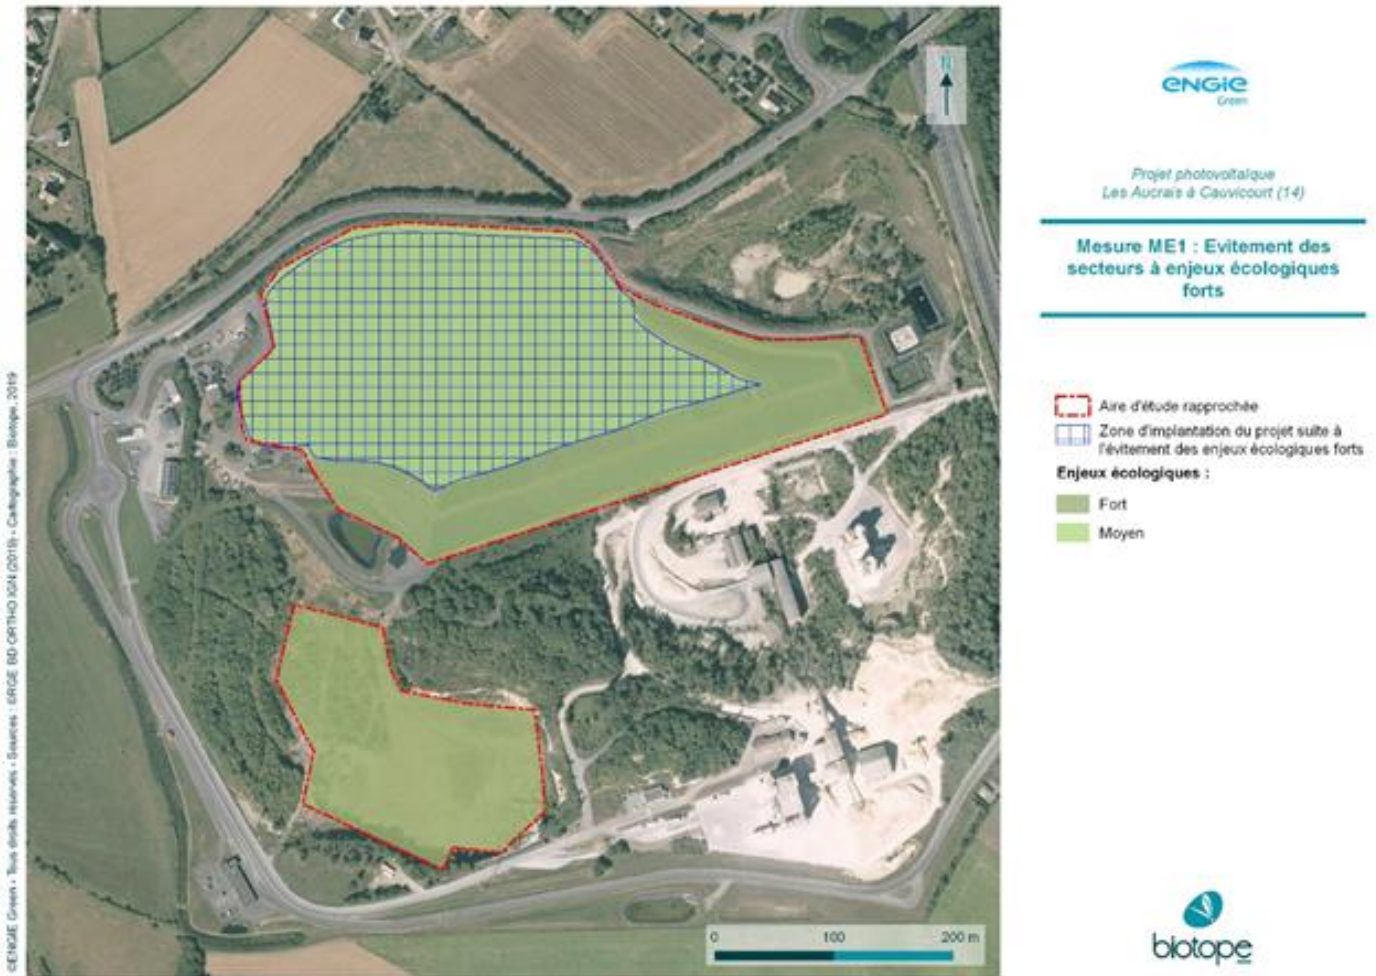 N
ENGIE
Green
Projet photovoltaïque
Les Aucrais à Cauvicourt (14)
Mesure ME1 : Evitement des
secteurs à enjeux écologiques
forts
Aire d'étude rapprochée
Zone d'implantation du projet suite à
l'évitement des enjeux écologiques forts
Enjeux écologiques :
Fort
Moyen
0 100 200 m
biotope
©ENGIE Green - Tous droits réservés - Sources : ©RGE BD ORTHO IGN (2015) - Cartographie : Biotope, 2019